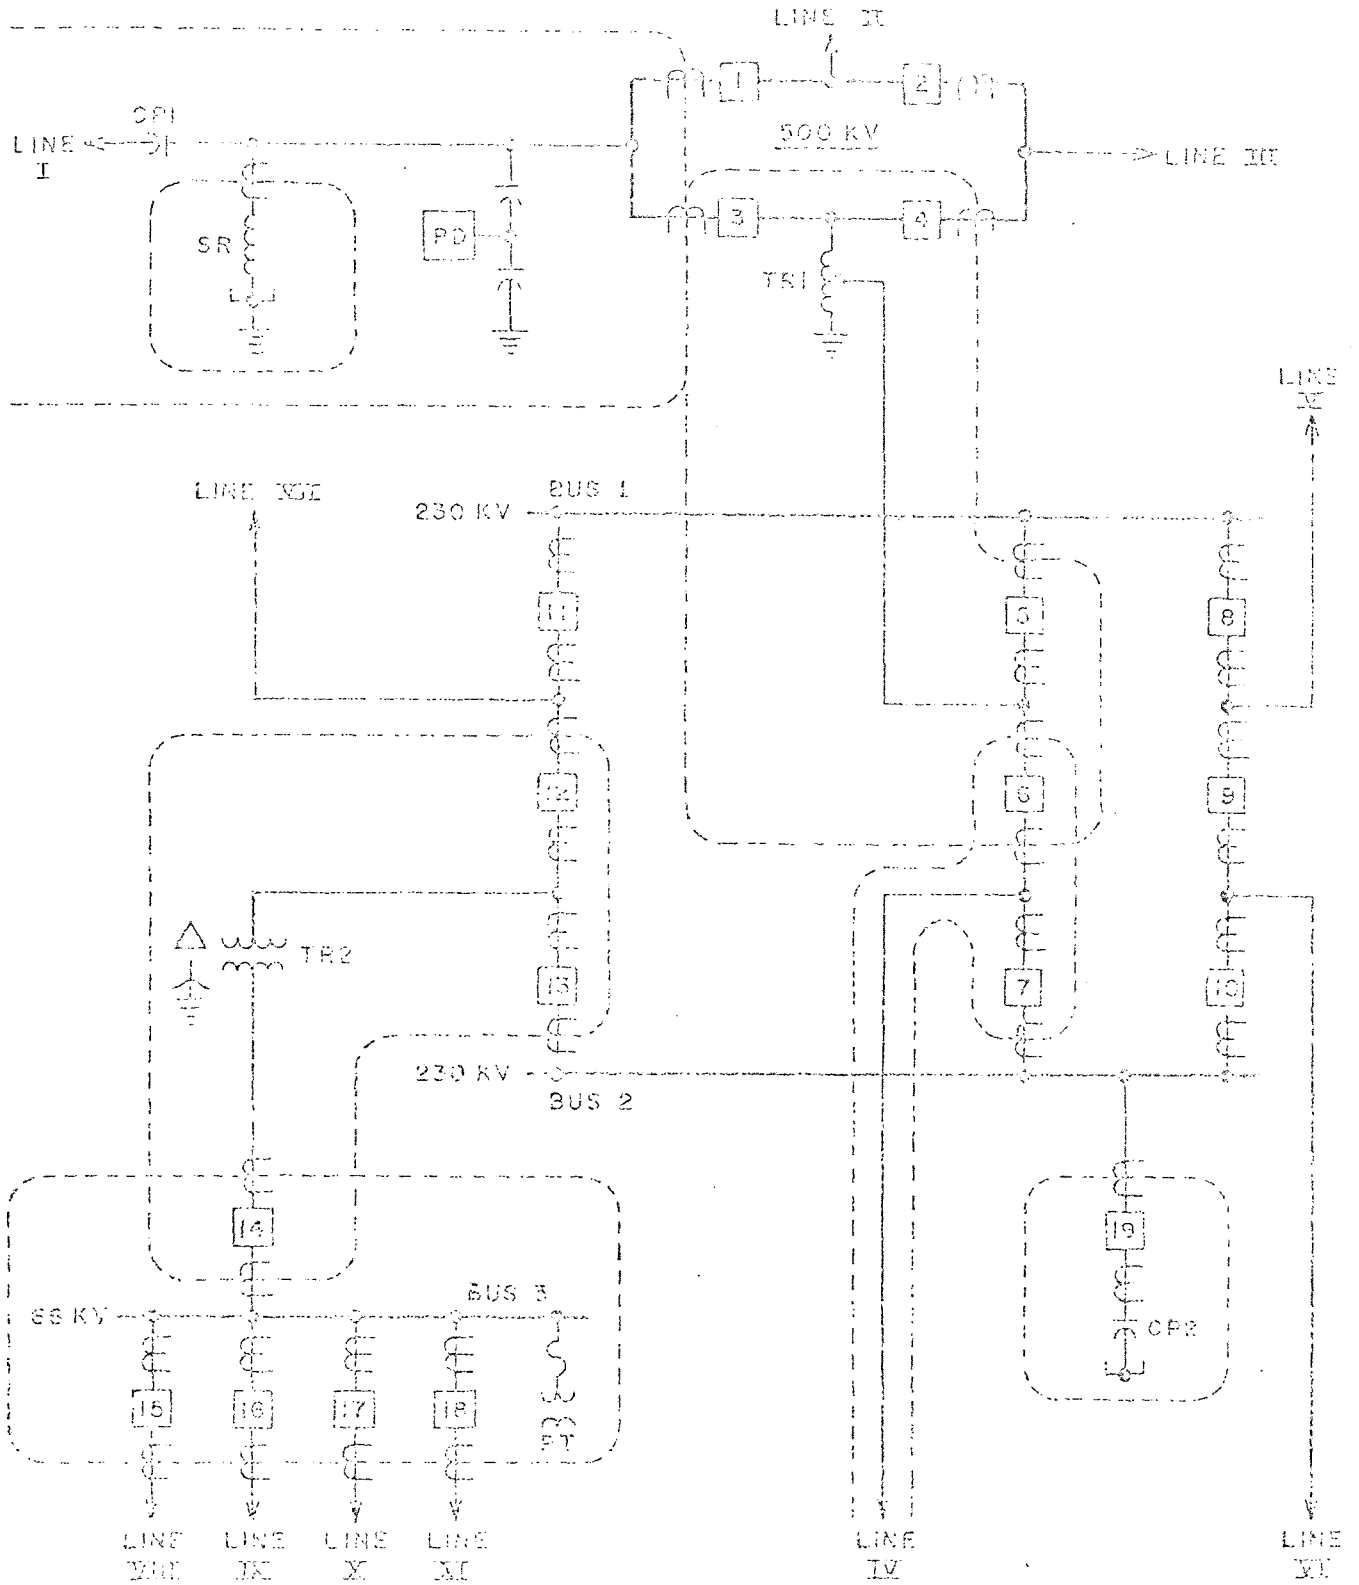 LINE II
CP1
LINE
I
1
2
500 KV
LINE III
SR
PD
3
4
TR1
LINE
V
LINE VII
BUS 1
230 KV
11
5
8
12
6
9
TR2
13
7
10
230 KV
BUS 2
14
19
BUS 3
66 KV
CP2
15
16
17
18
PT
LINE
VIII
LINE
IX
LINE
X
LINE
XI
LINE
IV
LINE
VI